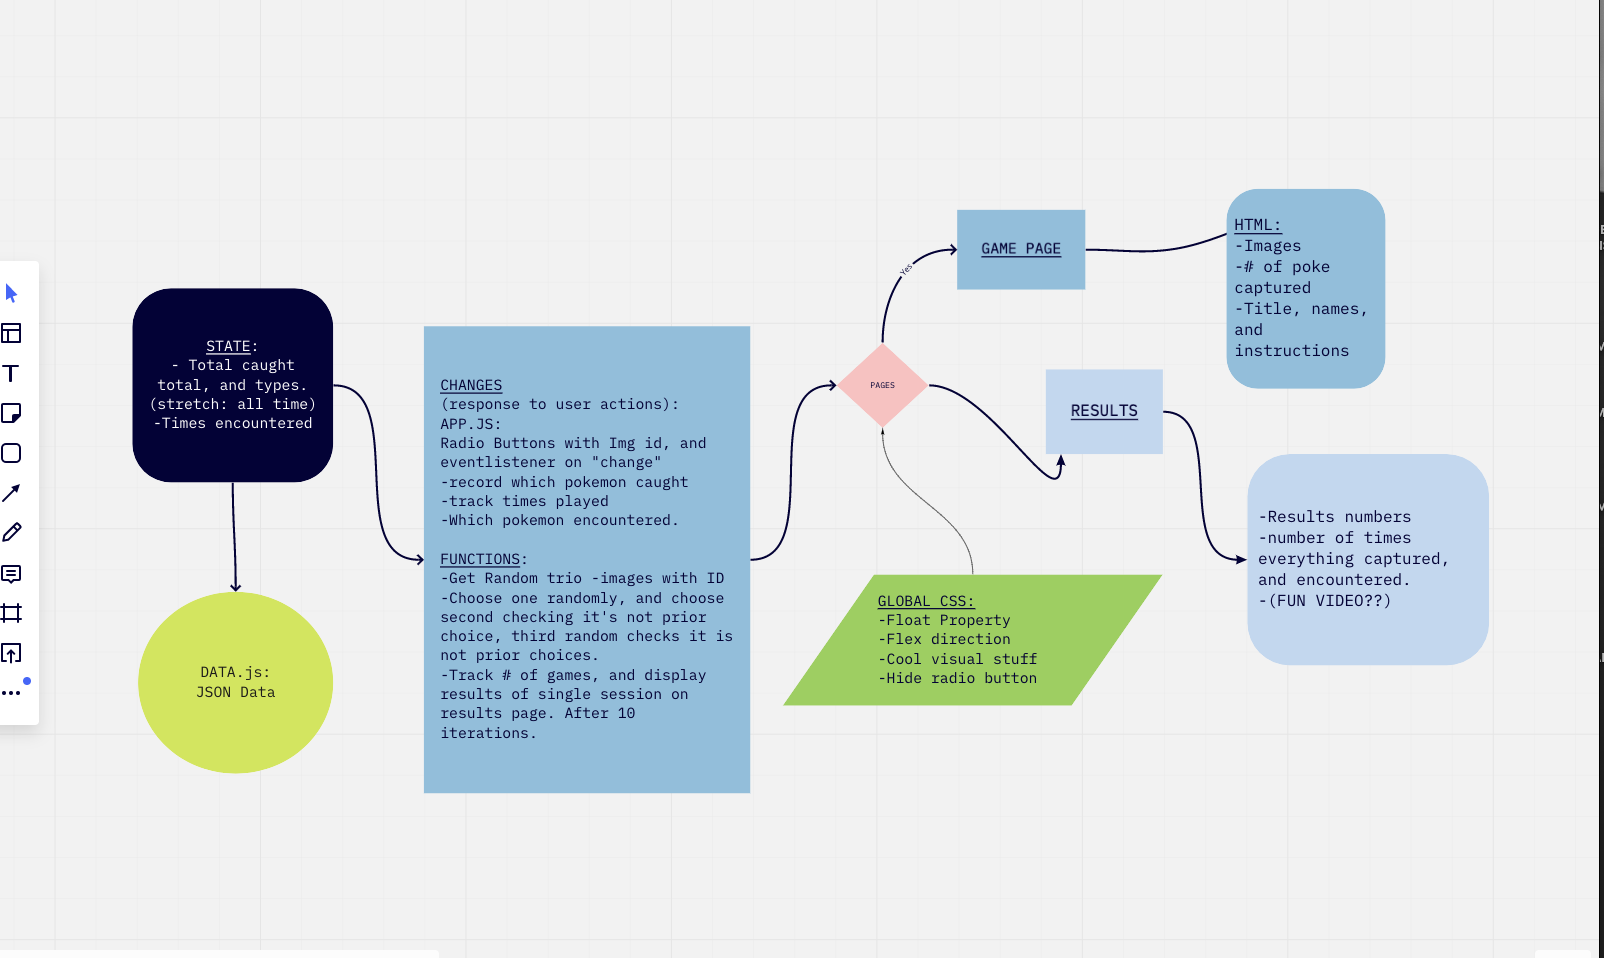 STATE:
- Total caught
total, and types.
(stretch: all time)
-Times encountered
DATA.js:
JSON Data
CHANGES
(response to user actions):
APP.JS:
Radio Buttons with Img id, and
eventlistener on "change"
-record which pokemon caught
-track times played
-Which pokemon encountered.
FUNCTIONS:
-Get Random trio -images with ID
-Choose one randomly, and choose
second checking it's not prior
choice, third random checks it is
not prior choices.
-Track # of games, and display
results of single session on
results page. After 10
iterations.
PAGES
Yes
GAME PAGE
HTML:
-Images
-# of poke
captured
-Title, names,
and
instructions
RESULTS
-Results numbers
-number of times
everything captured,
and encountered.
-(FUN VIDEO??)
GLOBAL CSS:
-Float Property
-Flex direction
-Cool visual stuff
-Hide radio button